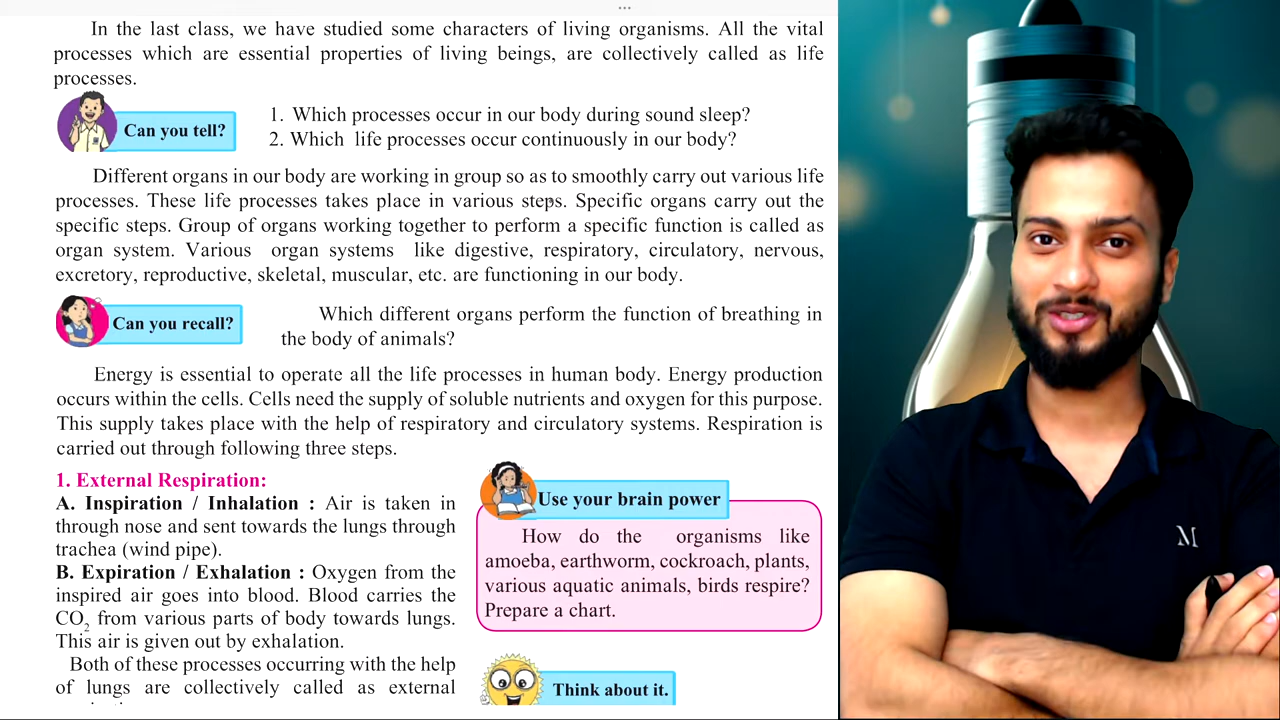 In the last class, we have studied some characters of living organisms. All the vital
processes which are essential properties of living beings, are collectively called as life
processes.
Can you tell?
1. Which processes occur in our body during sound sleep?
2. Which life processes occur continuously in our body?
Different organs in our body are working in group so as to smoothly carry out various life
processes. These life processes takes place in various steps. Specific organs carry out the
specific steps. Group of organs working together to perform a specific function is called as
organ system. Various organ systems like digestive, respiratory, circulatory, nervous,
excretory, reproductive, skeletal, muscular, etc. are functioning in our body.
Can you recall?
Which different organs perform the function of breathing in
the body of animals?
Energy is essential to operate all the life processes in human body. Energy production
occurs within the cells. Cells need the supply of soluble nutrients and oxygen for this purpose.
This supply takes place with the help of respiratory and circulatory systems. Respiration is
carried out through following three steps.
1. External Respiration:
A. Inspiration / Inhalation : Air is taken in
through nose and sent towards the lungs through
trachea (wind pipe).
B. Expiration / Exhalation : Oxygen from the
inspired air goes into blood. Blood carries the
CO₂ from various parts of body towards lungs.
This air is given out by exhalation.
Both of these processes occurring with the help
of lungs are collectively called as external
Use your brain power
How do the organisms like
amoeba, earthworm, cockroach, plants,
various aquatic animals, birds respire?
Prepare a chart.
Think about it.
M